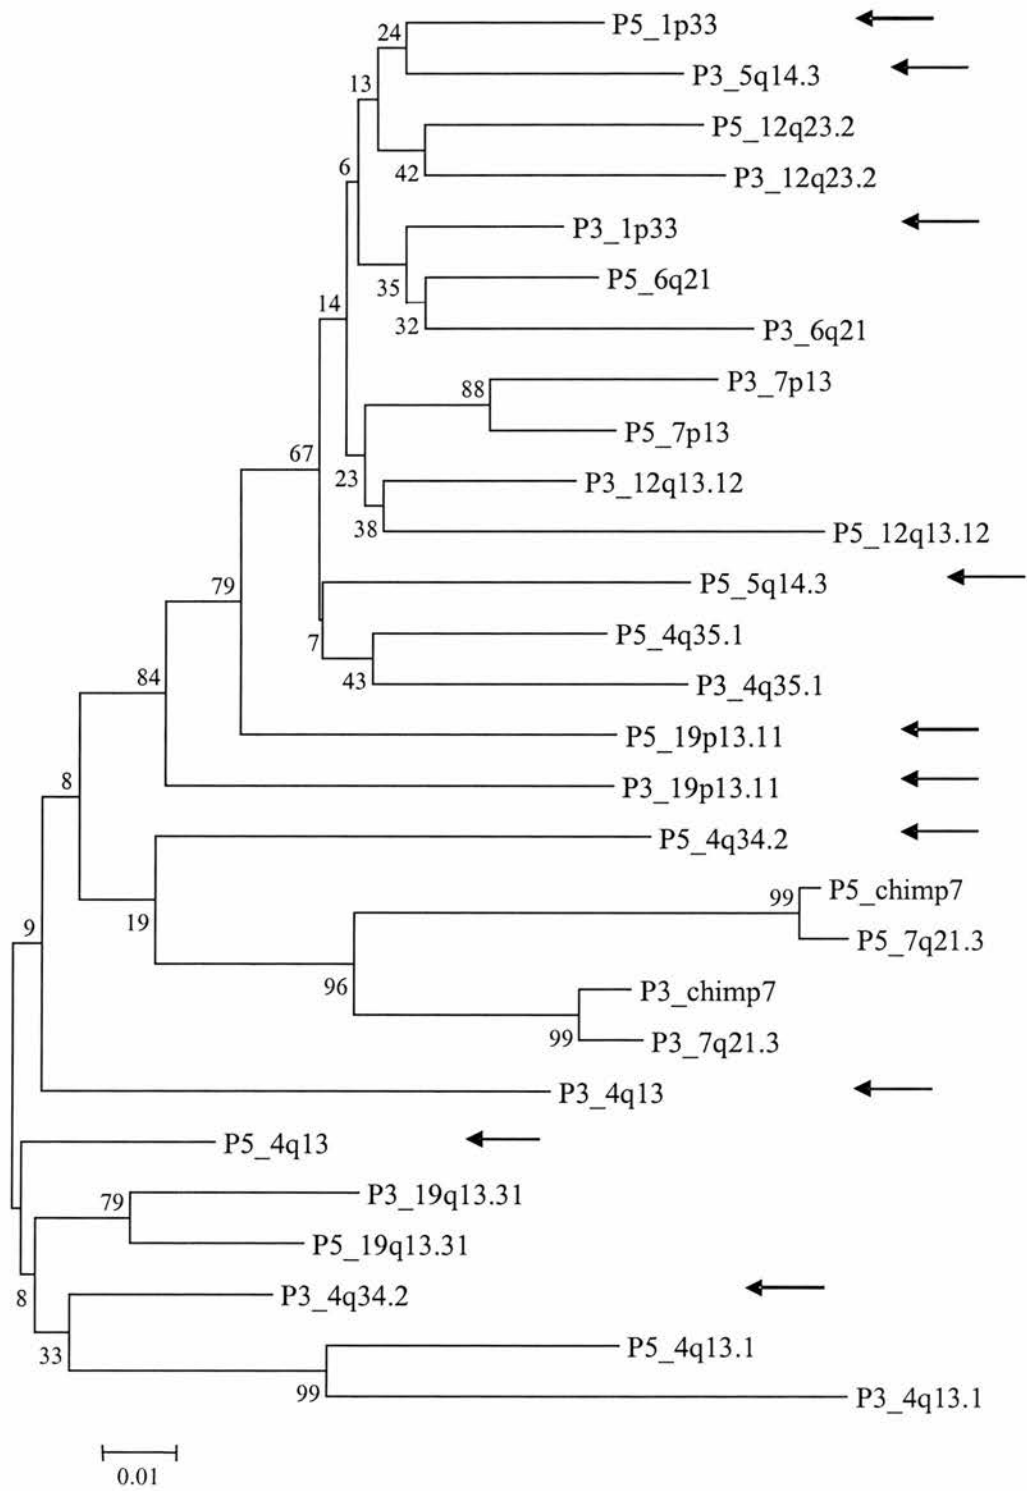 24
P5_1p33
P3_5q14.3
13
P5_12q23.2
42
P3_12q23.2
6
P3_1p33
35
P5_6q21
32
P3_6q21
14
P3_7p13
88
P5_7p13
67
23
P3_12q13.12
38
P5_12q13.12
79
P5_5q14.3
7
P5_4q35.1
43
P3_4q35.1
84
P5_19p13.11
8
P3_19p13.11
P5_4q34.2
99
P5_chimp7
19
P5_7q21.3
9
96
P3_chimp7
99
P3_7q21.3
P3_4q13
P5_4q13
79
P3_19q13.31
P5_19q13.31
8
P3_4q34.2
33
P5_4q13.1
99
P3_4q13.1
0.01